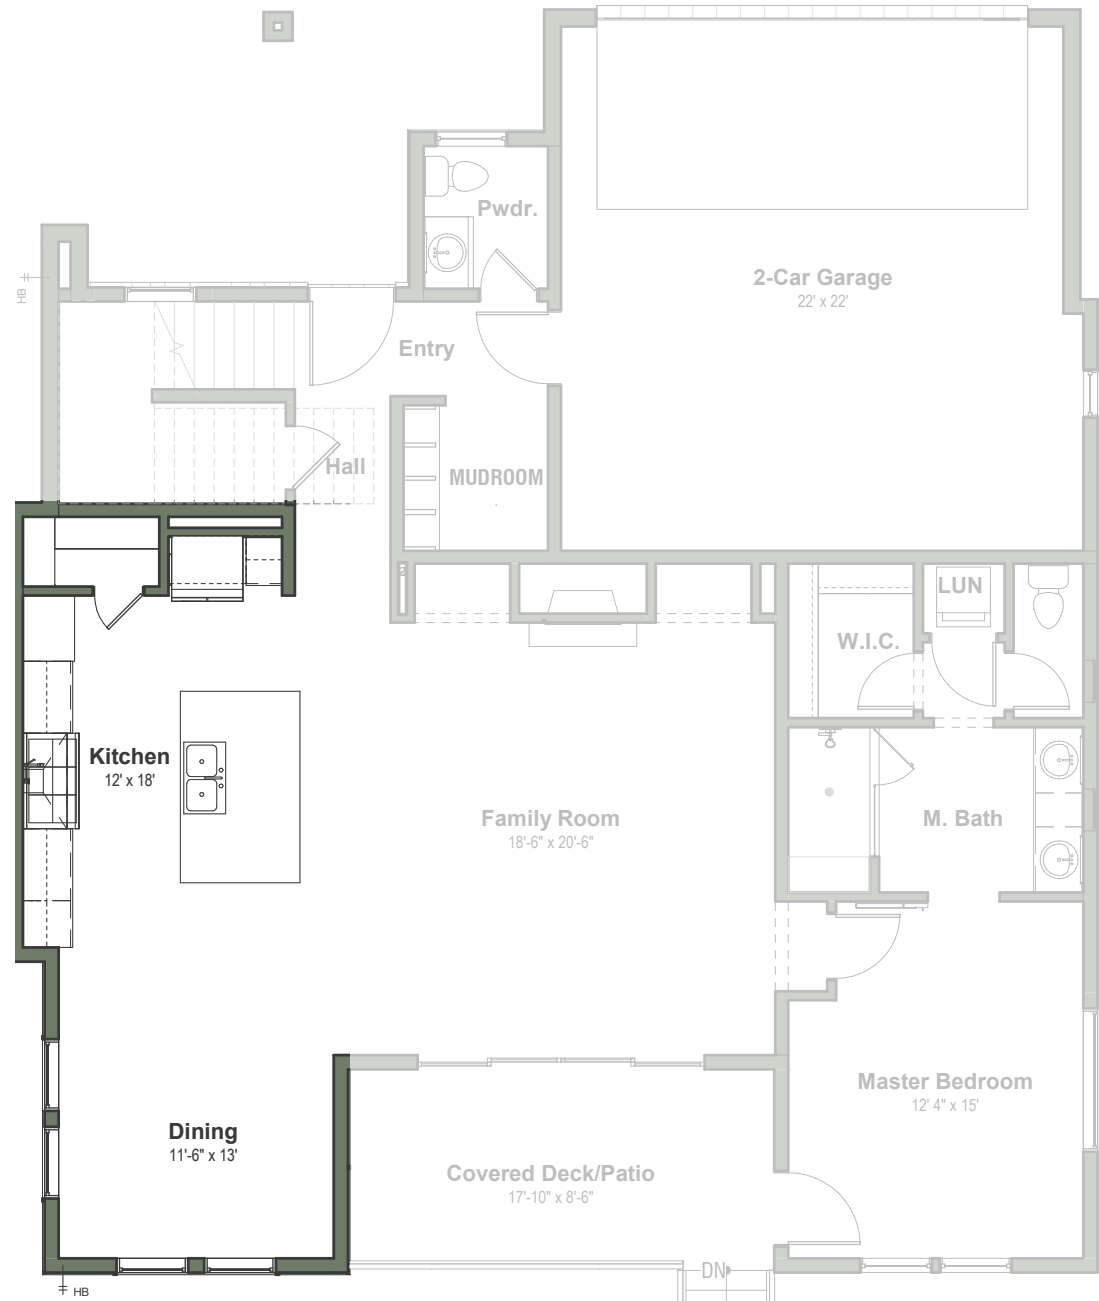 Pwdr.
2-Car Garage
22' x 22'
HB
Entry
Hall
MUDROOM
LUN
W.I.C.
Kitchen
12' x 18'
Family Room
18'-6" x 20'-6"
M. Bath
Master Bedroom
12' 4" x 15'
Dining
11'-6" x 13'
Covered Deck/Patio
17'-10" x 8'-6"
DN
HB